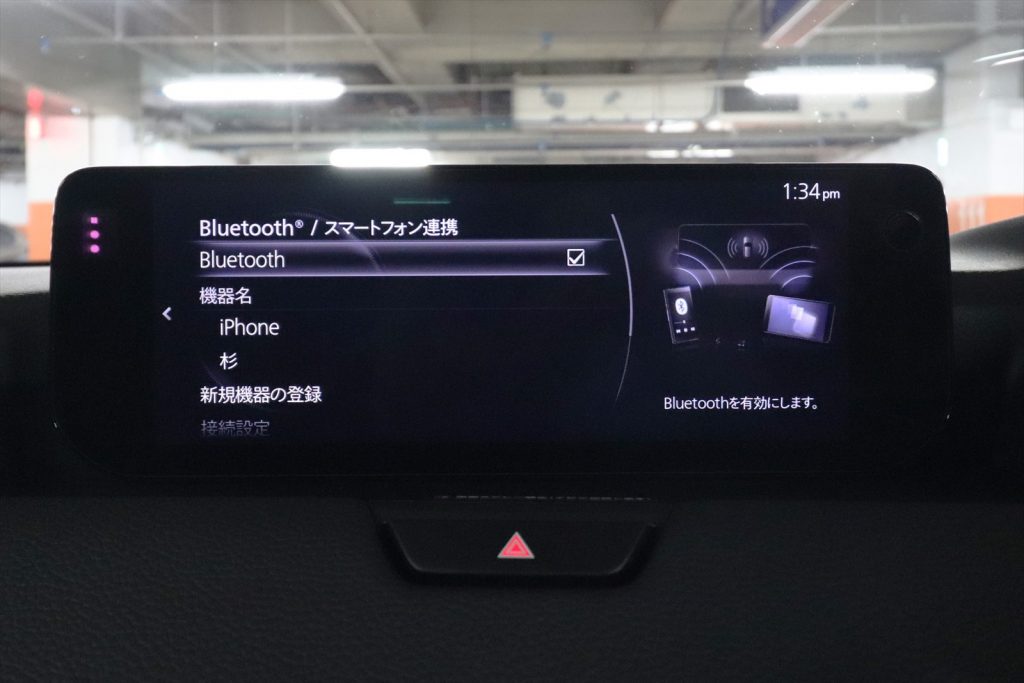 1:34 pm
Bluetooth® / スマートフォン連携
Bluetooth
機器名
iPhone
杉
新規機器の登録
接続設定
Bluetoothを有効にします。